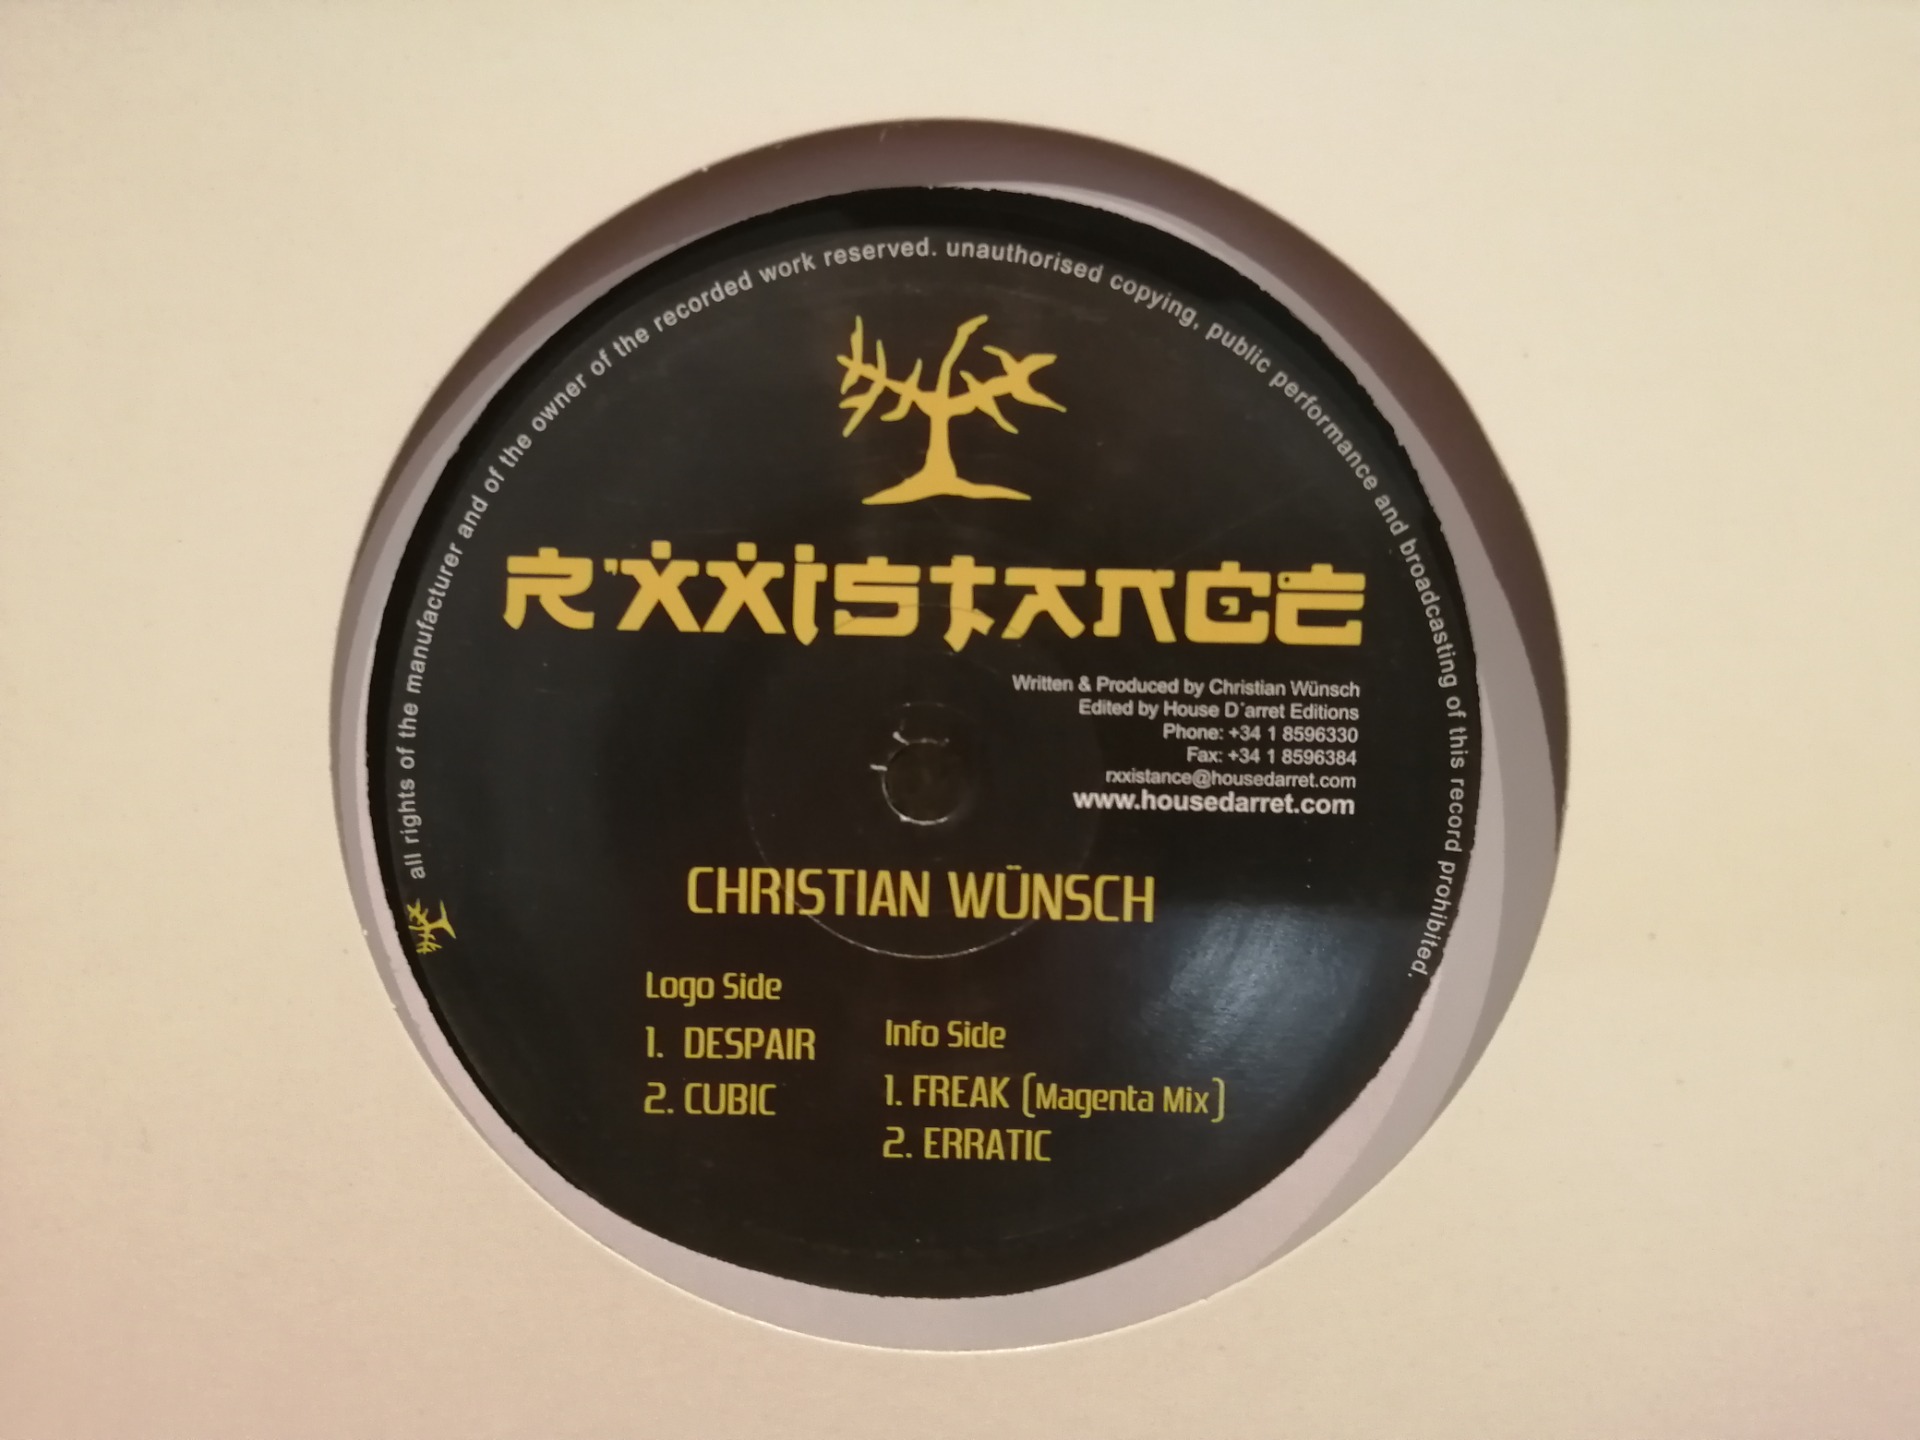 all rights of the manufacturer and of the owner of the recorded work reserved. unauthorised copying, public performance and broadcasting of this record prohibited.
R'XXISTANCE
Written & Produced by Christian Wünsch
Edited by House D´arret Editions
Phone: +34 1 8596330
Fax: +34 1 8596384
rxxistance@housedarret.com
www.housedarret.com
CHRISTIAN WÜNSCH
Logo Side
1. DESPAIR
2. CUBIC
Info Side
1. FREAK (Magenta Mix)
2. ERRATIC